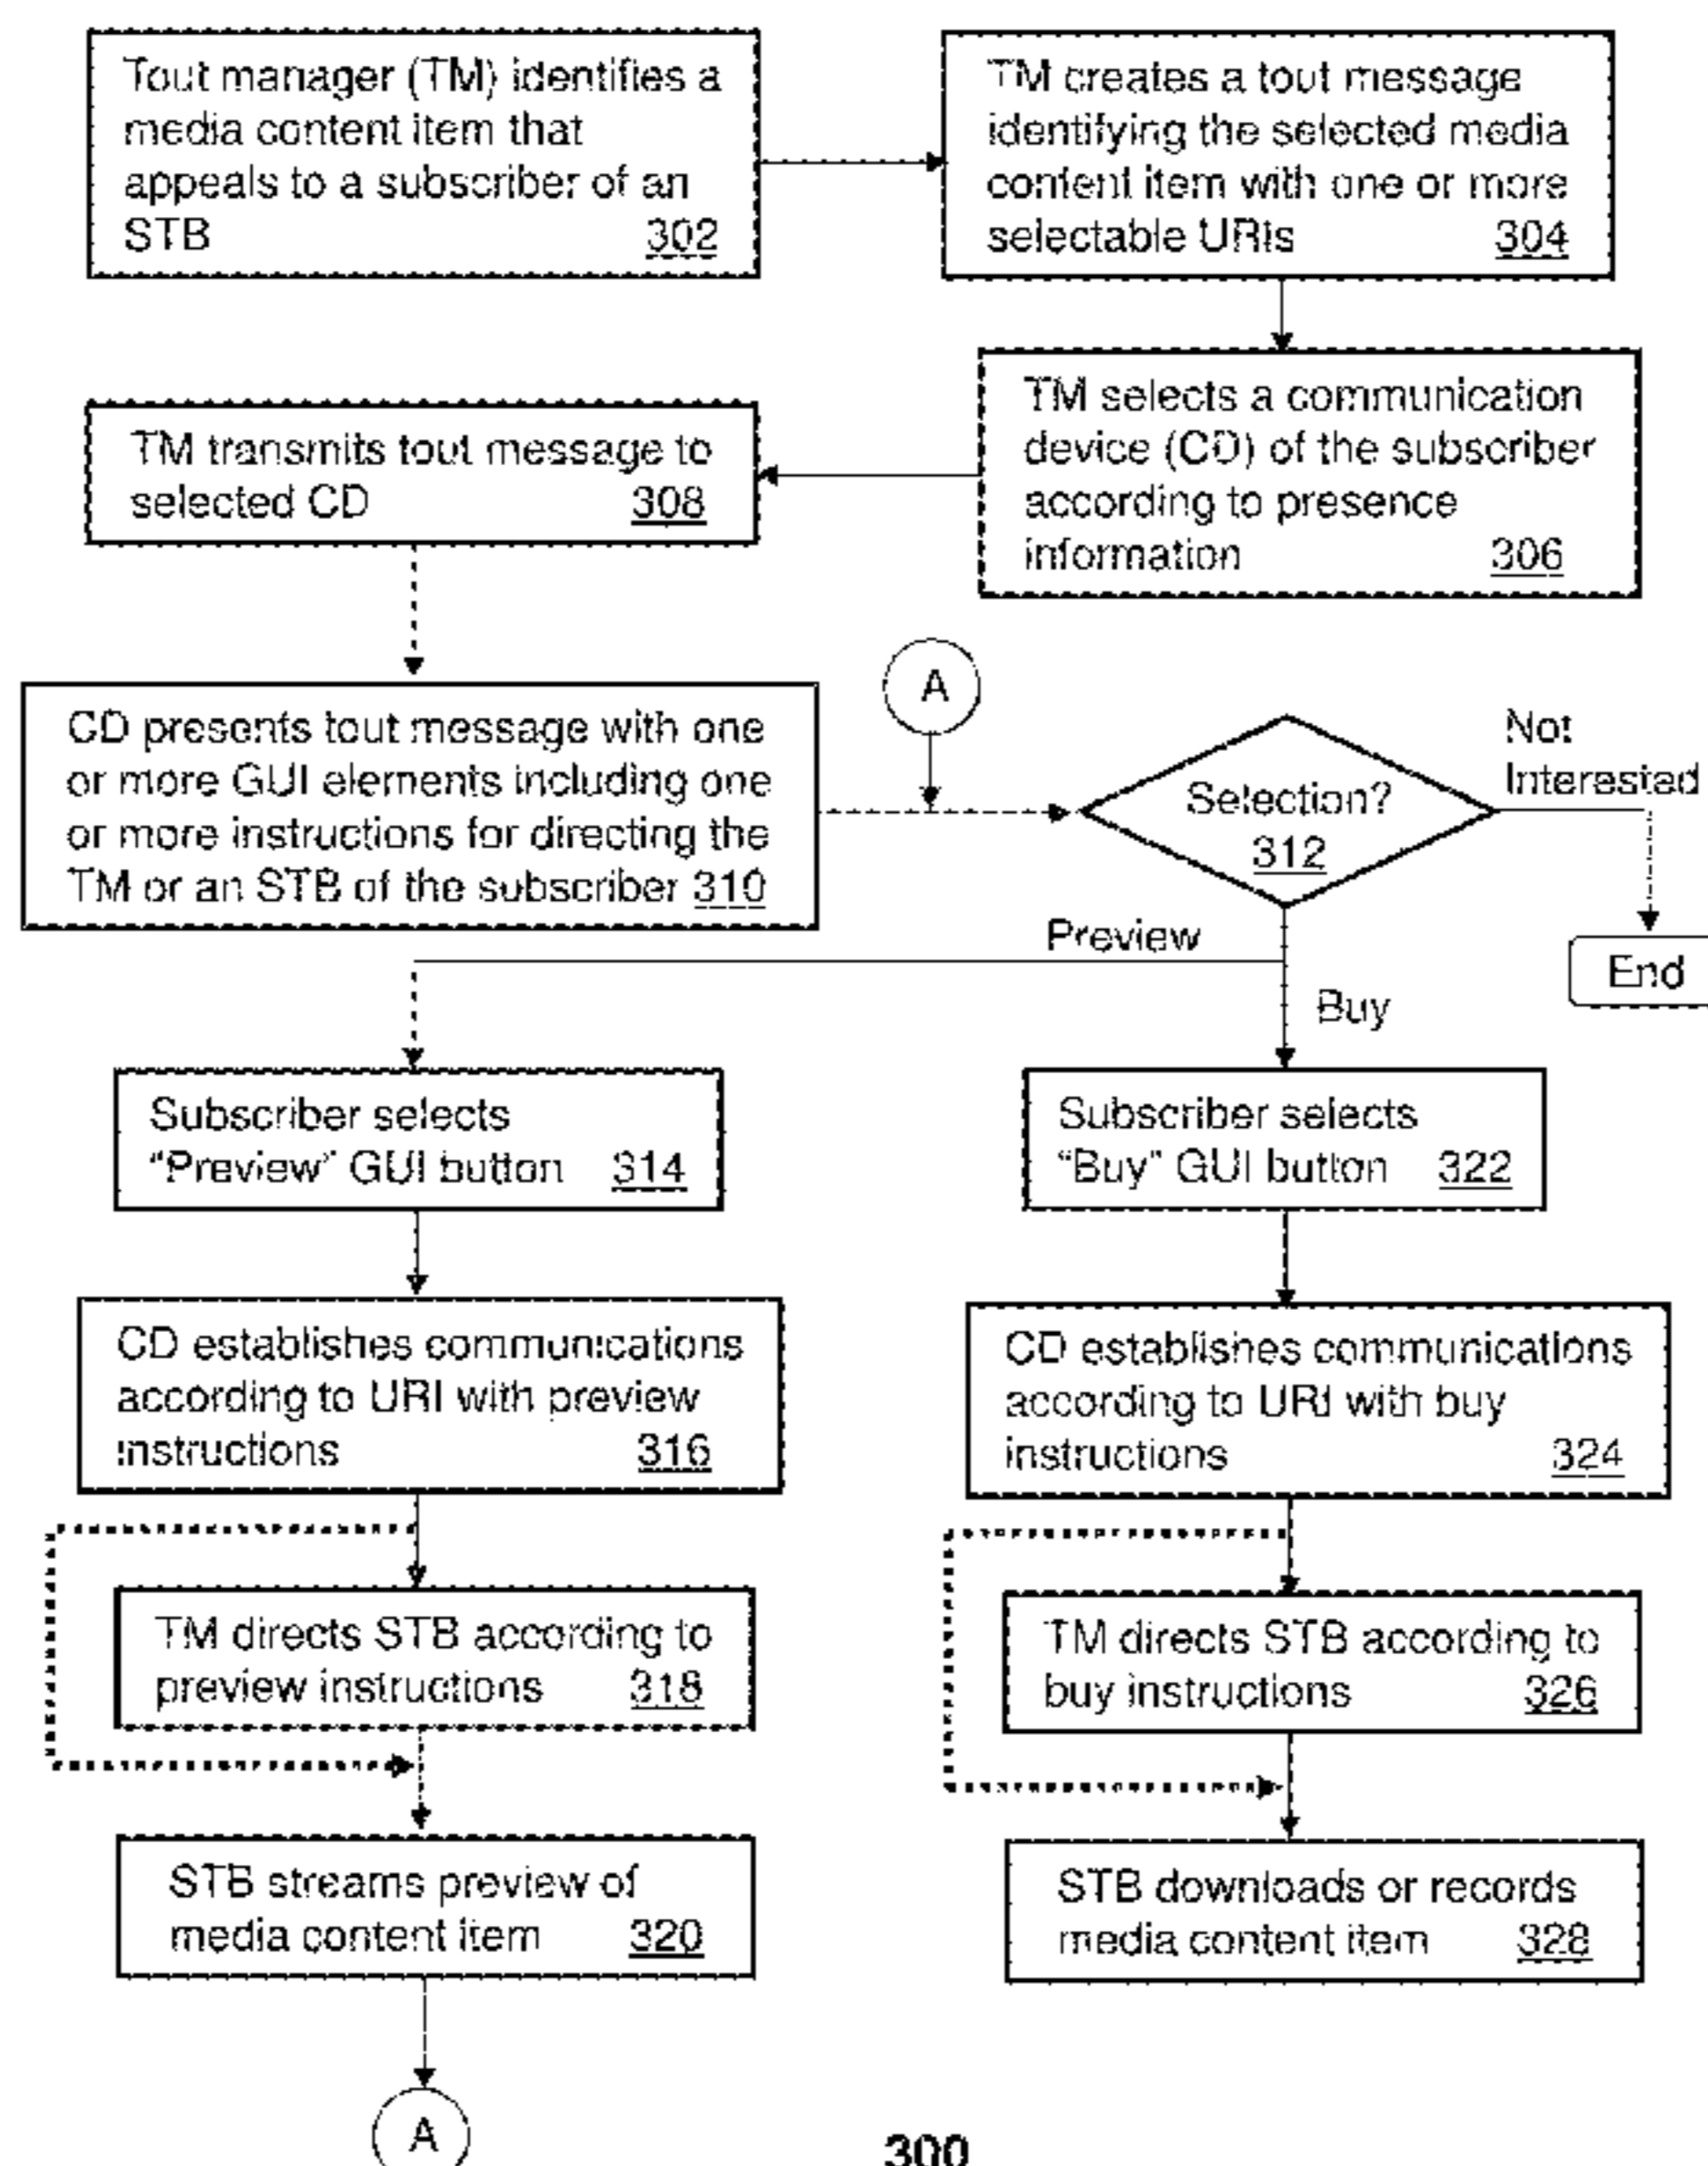 Tout manager (TM) identifies a
media content item that
appeals to a subscriber of an
STB 302
TM creates a tout message
identifying the selected media
content item with one or more
selectable URIs 304
TM selects a communication
device (CD) of the subscriber
according to presence
information 306
TM transmits tout message to
selected CD 308
CD presents tout message with one
or more GUI elements including one
or more instructions for directing the
TM or an STB of the subscriber 310
A
Selection?
312
Not
Interested
End
Preview
Buy
Subscriber selects
"Preview" GUI button 314
CD establishes communications
according to URI with preview
instructions 316
TM directs STB according to
preview instructions 318
STB streams preview of
media content item 320
A
Subscriber selects
"Buy" GUI button 322
CD establishes communications
according to URI with buy
instructions 324
TM directs STB according to
buy instructions 326
STB downloads or records
media content item 328
300